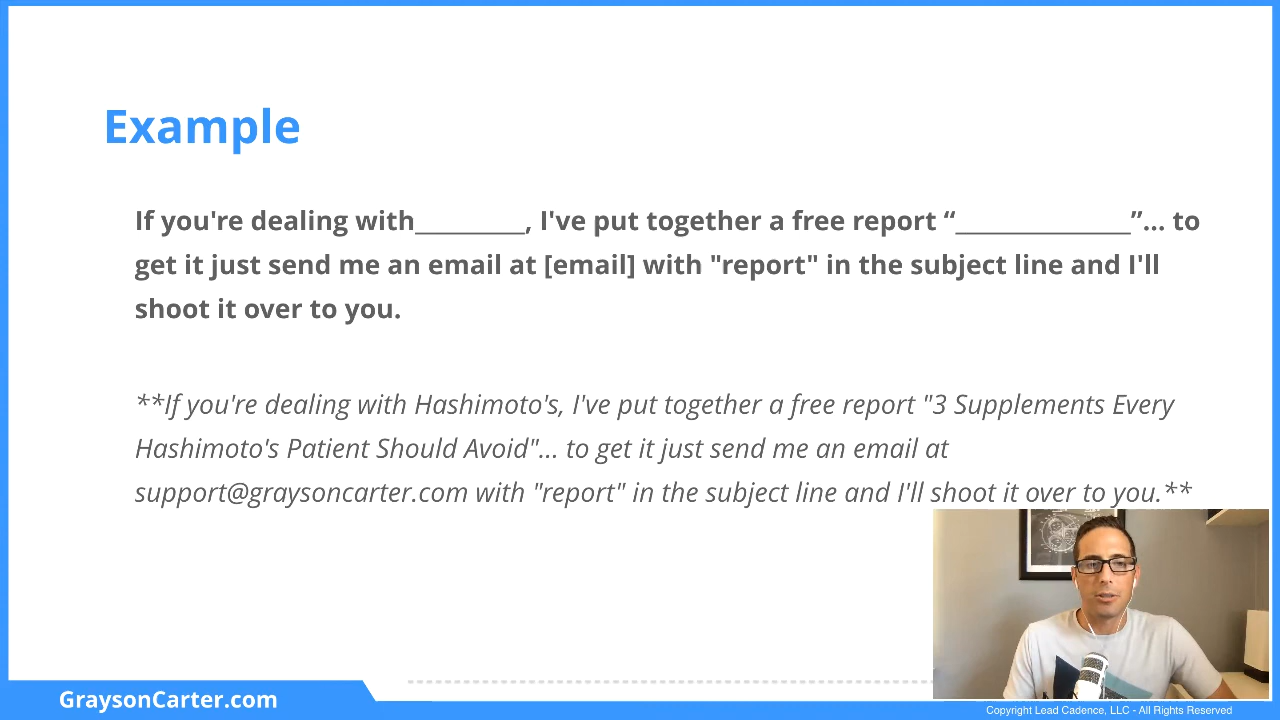 Example
If you're dealing with_________, I've put together a free report “______________”... to
get it just send me an email at [email] with "report" in the subject line and I'll
shoot it over to you.
**If you're dealing with Hashimoto's, I've put together a free report "3 Supplements Every
Hashimoto's Patient Should Avoid"... to get it just send me an email at
support@graysoncarter.com with "report" in the subject line and I'll shoot it over to you.**
GraysonCarter.com
Copyright Lead Cadence, LLC - All Rights Reserved